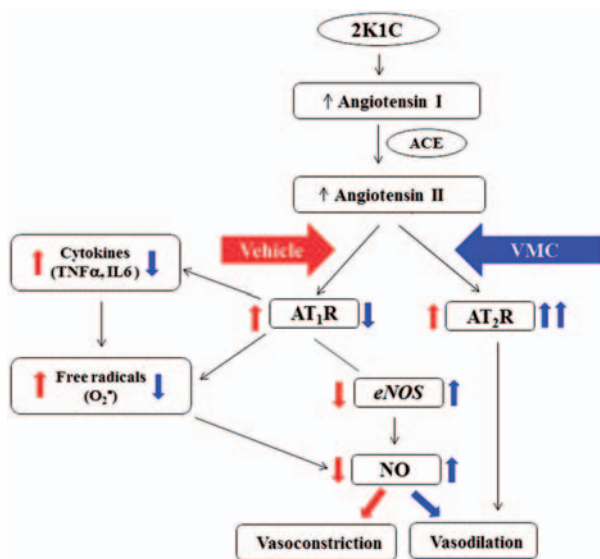 2K1C
↑ Angiotensin I
ACE
↑ Angiotensin II
Vehicle
VMC
Cytokines
(TNFα, IL6)
AT₁R
AT₂R
Free radicals
(O₂•)
eNOS
NO
Vasoconstriction
Vasodilation